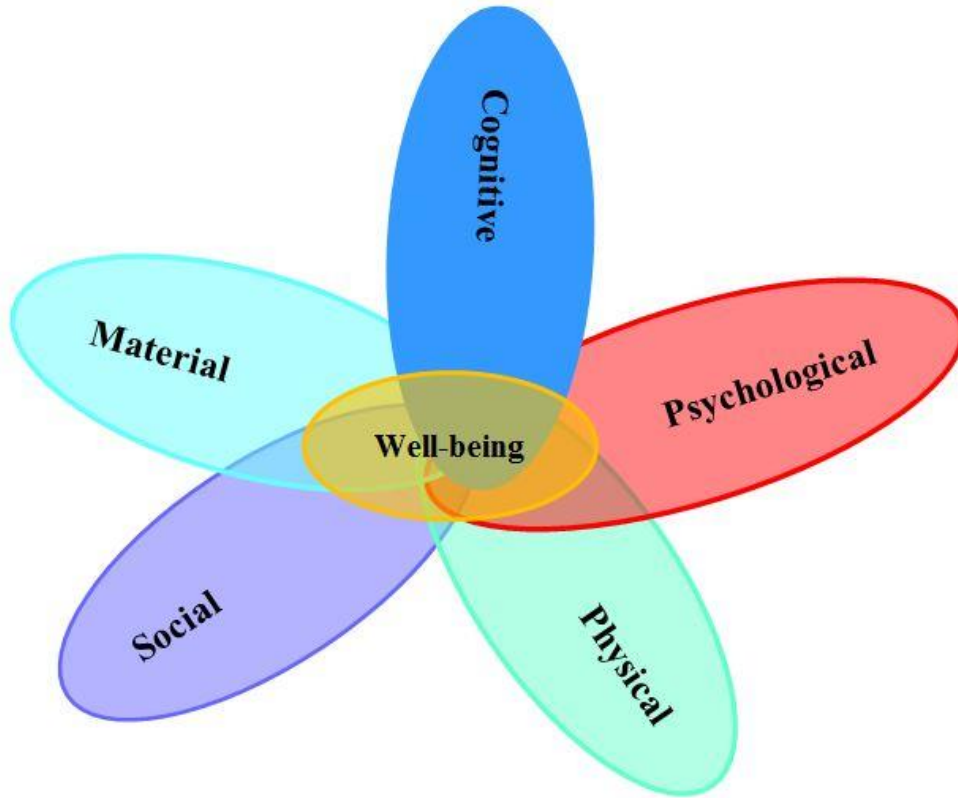 Cognitive
Material
Psychological
Well-being
Social
Physical